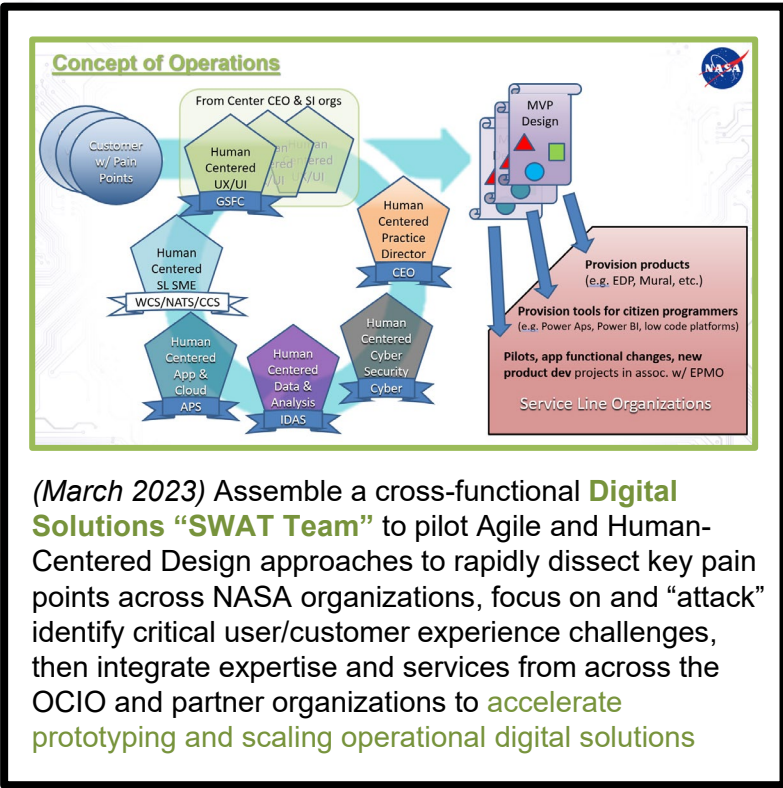 Concept of Operations
NASA
Customer
w/ Pain
Points
From Center CEO & SI orgs
Human
Centered
UX/UI
GSFC
Human
Centered
Practice
Director
CEO
Human
Centered
Cyber
Security
Cyber
Human
Centered
Data &
Analysis
IDAS
Human
Centered
App &
Cloud
APS
Human
Centered
SL SME
WCS/NATS/CCS
MVP
Design
Provision products
(e.g. EDP, Mural, etc.)
Provision tools for citizen programmers
(e.g. Power Aps, Power BI, low code platforms)
Pilots, app functional changes, new
product dev projects in assoc. w/ EPMO
Service Line Organizations
(March 2023) Assemble a cross-functional Digital
Solutions “SWAT Team” to pilot Agile and Human-
Centered Design approaches to rapidly dissect key pain
points across NASA organizations, focus on and “attack”
identify critical user/customer experience challenges,
then integrate expertise and services from across the
OCIO and partner organizations to accelerate
prototyping and scaling operational digital solutions